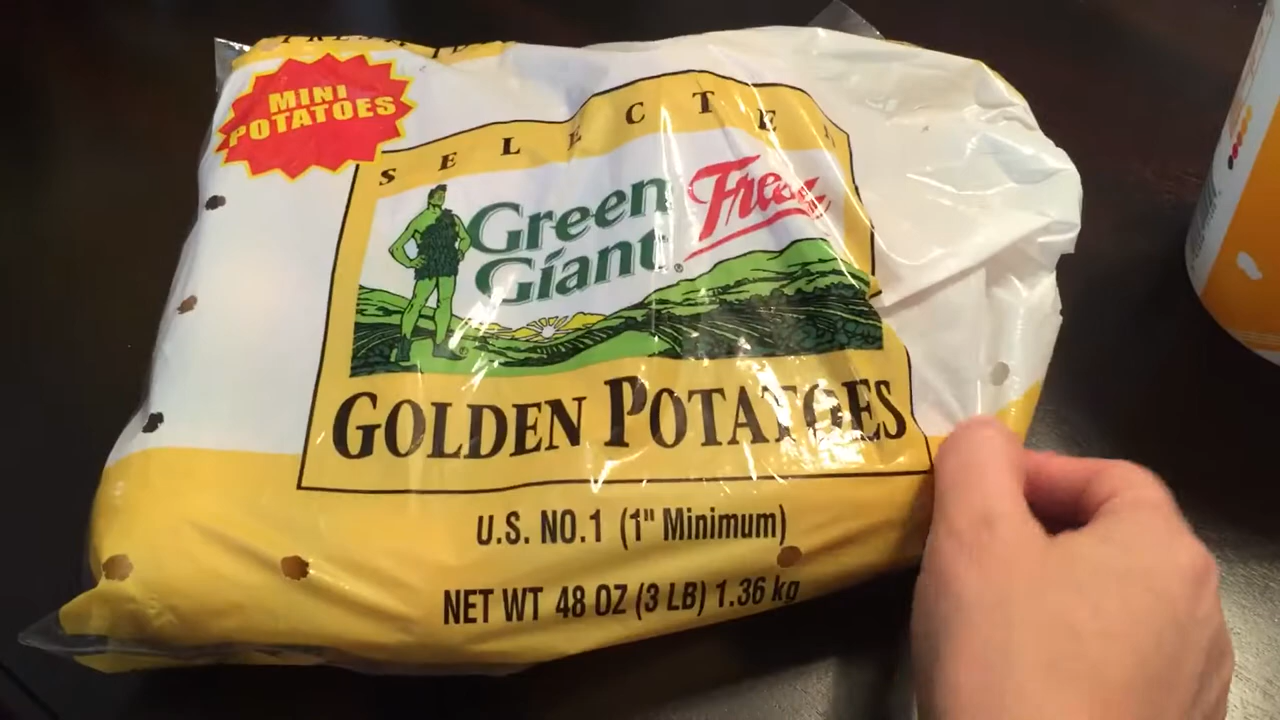 MINI
POTATOES
SELECTED
Green
Giant®
Fresh
GOLDEN POTATOES
U.S. NO.1 (1" Minimum)
NET WT 48 OZ (3 LB) 1.36 kg